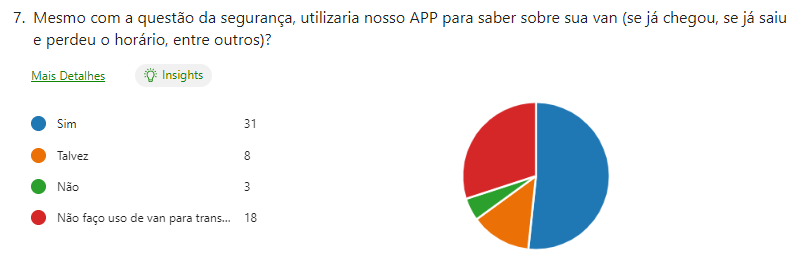 7. Mesmo com a questão da segurança, utilizaria nosso APP para saber sobre sua van (se já chegou, se já saiu
e perdeu o horário, entre outros)?
Mais Detalhes Insights
Sim 31
Talvez 8
Não 3
Não faço uso de van para trans... 18